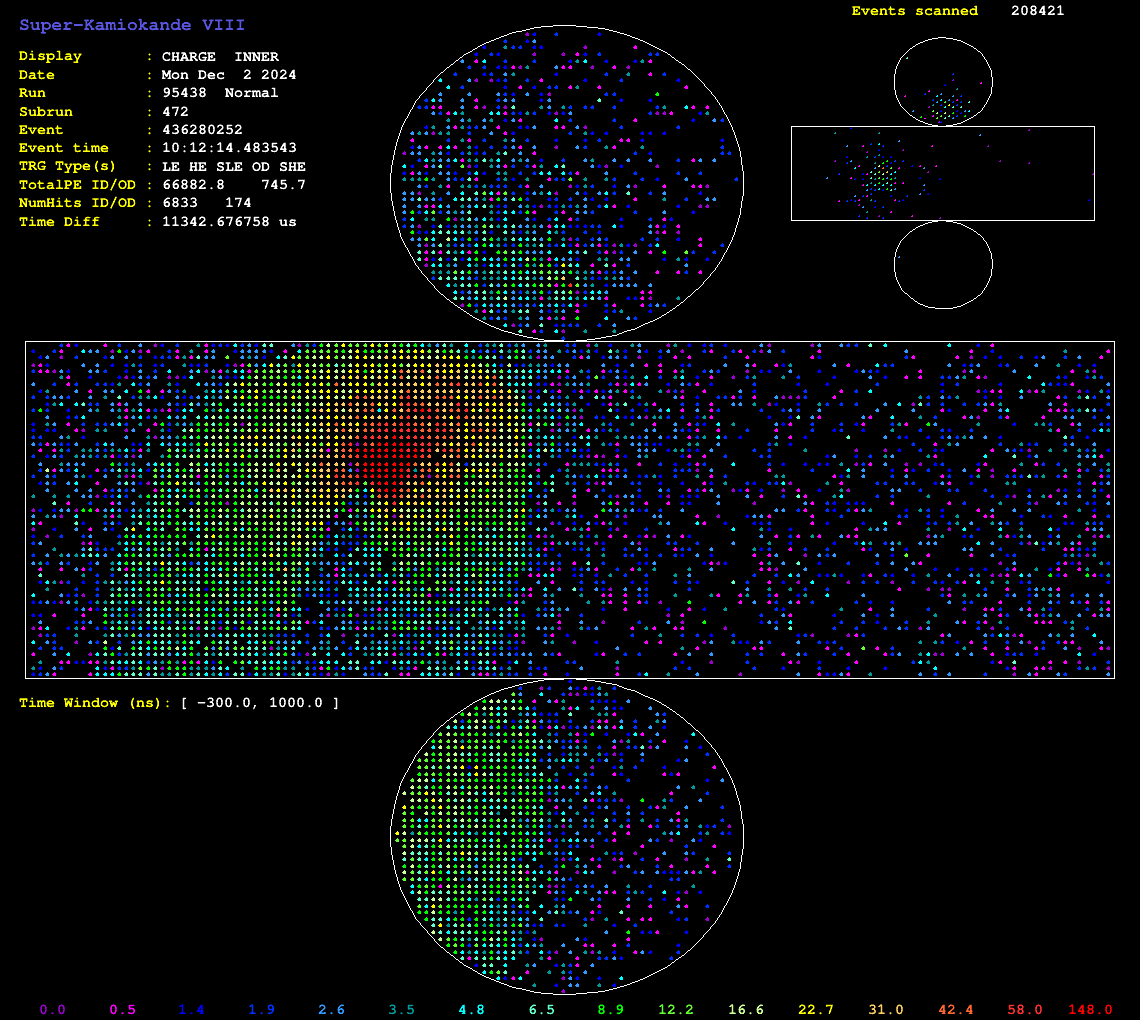 Super-Kamiokande VIII
Events scanned 208421
Display : CHARGE INNER
Date : Mon Dec 2 2024
Run : 95438 Normal
Subrun : 472
Event : 436280252
Event time : 10:12:14.483543
TRG Type(s) : LE HE SLE OD SHE
TotalPE ID/OD : 66882.8 745.7
NumHits ID/OD : 6833 174
Time Diff : 11342.676758 us
Time Window (ns): [ -300.0, 1000.0 ]
0.0 0.5 1.4 1.9 2.6 3.5 4.8 6.5 8.9 12.2 16.6 22.7 31.0 42.4 58.0 148.0